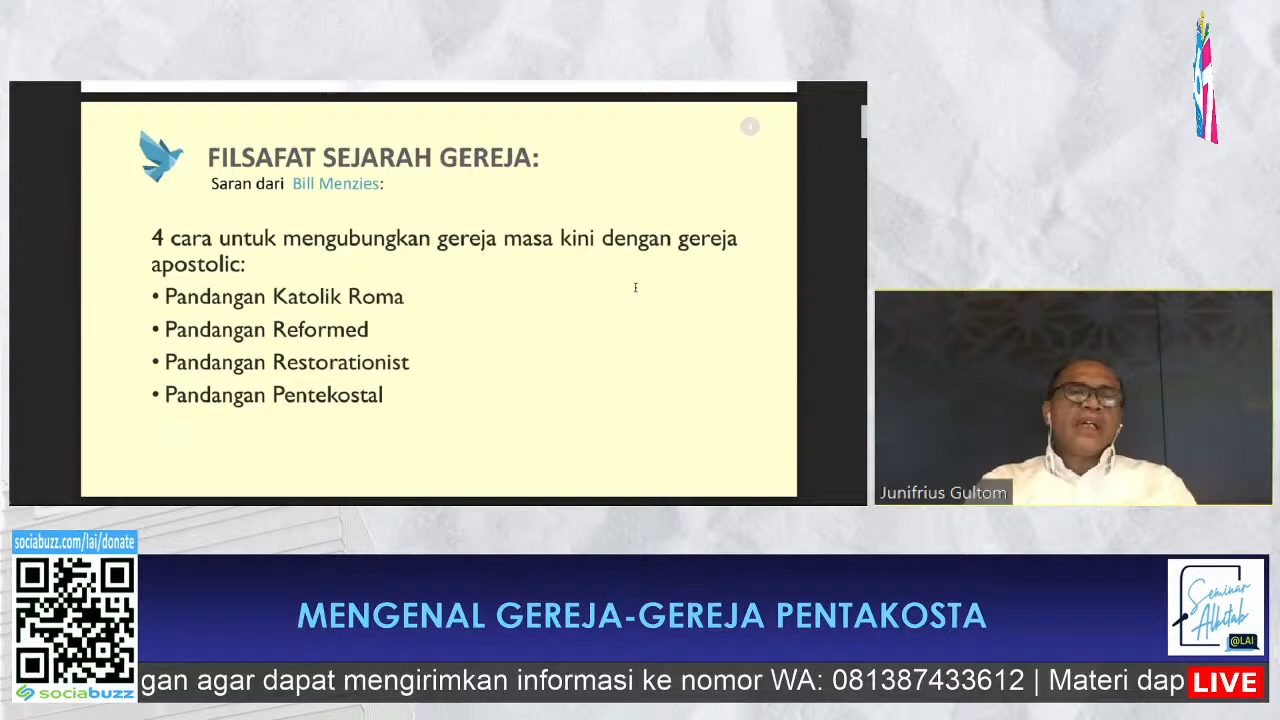 4
FILSAFAT SEJARAH GEREJA:
Saran dari Bill Menzies:
4 cara untuk mengubungkan gereja masa kini dengan gereja
apostolic:
• Pandangan Katolik Roma
• Pandangan Reformed
• Pandangan Restorationist
• Pandangan Pentekostal
Junifrius Gultom
sociabuzz.com/lai/donate
MENGENAL GEREJA-GEREJA PENTAKOSTA
Seminar
Alkitab
@LAI
sociabuzz
gan agar dapat mengirimkan informasi ke nomor WA: 081387433612 | Materi dap
LIVE